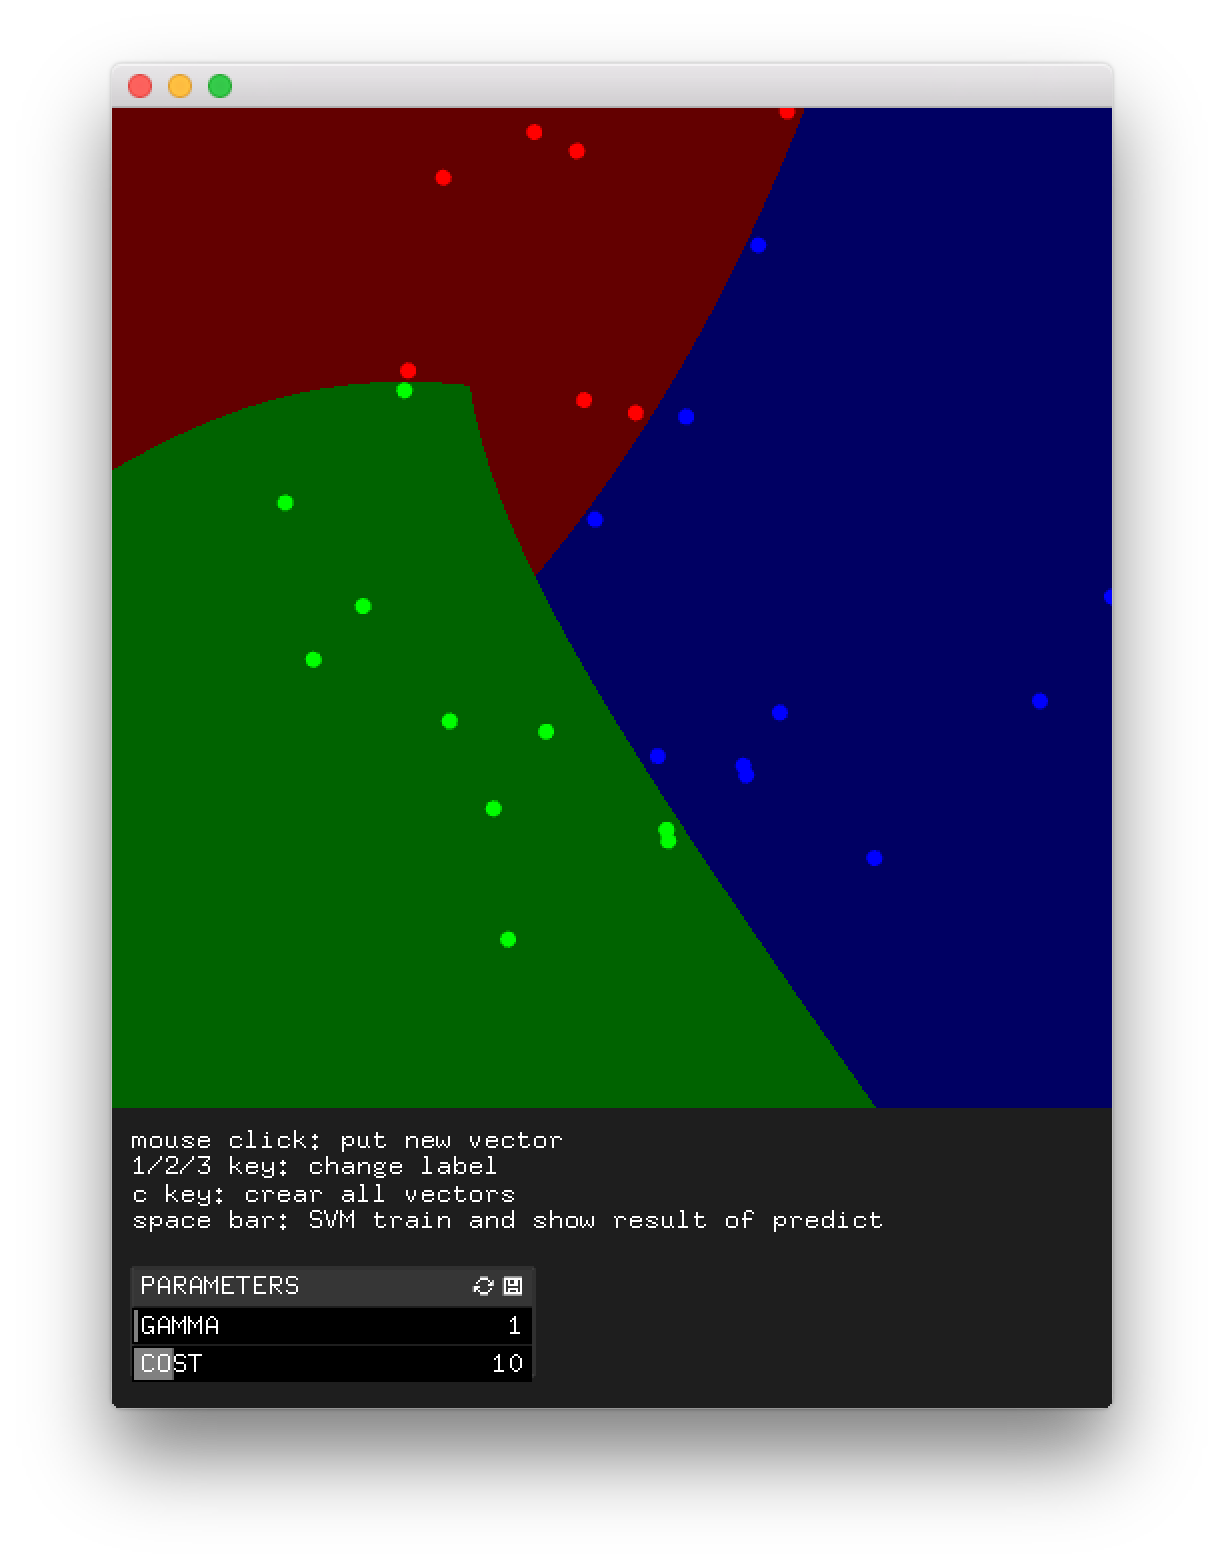 mouse click: put new vector
1/2/3 key: change label
c key: crear all vectors
space bar: SVM train and show result of predict
PARAMETERS
GAMMA 1
COST 10